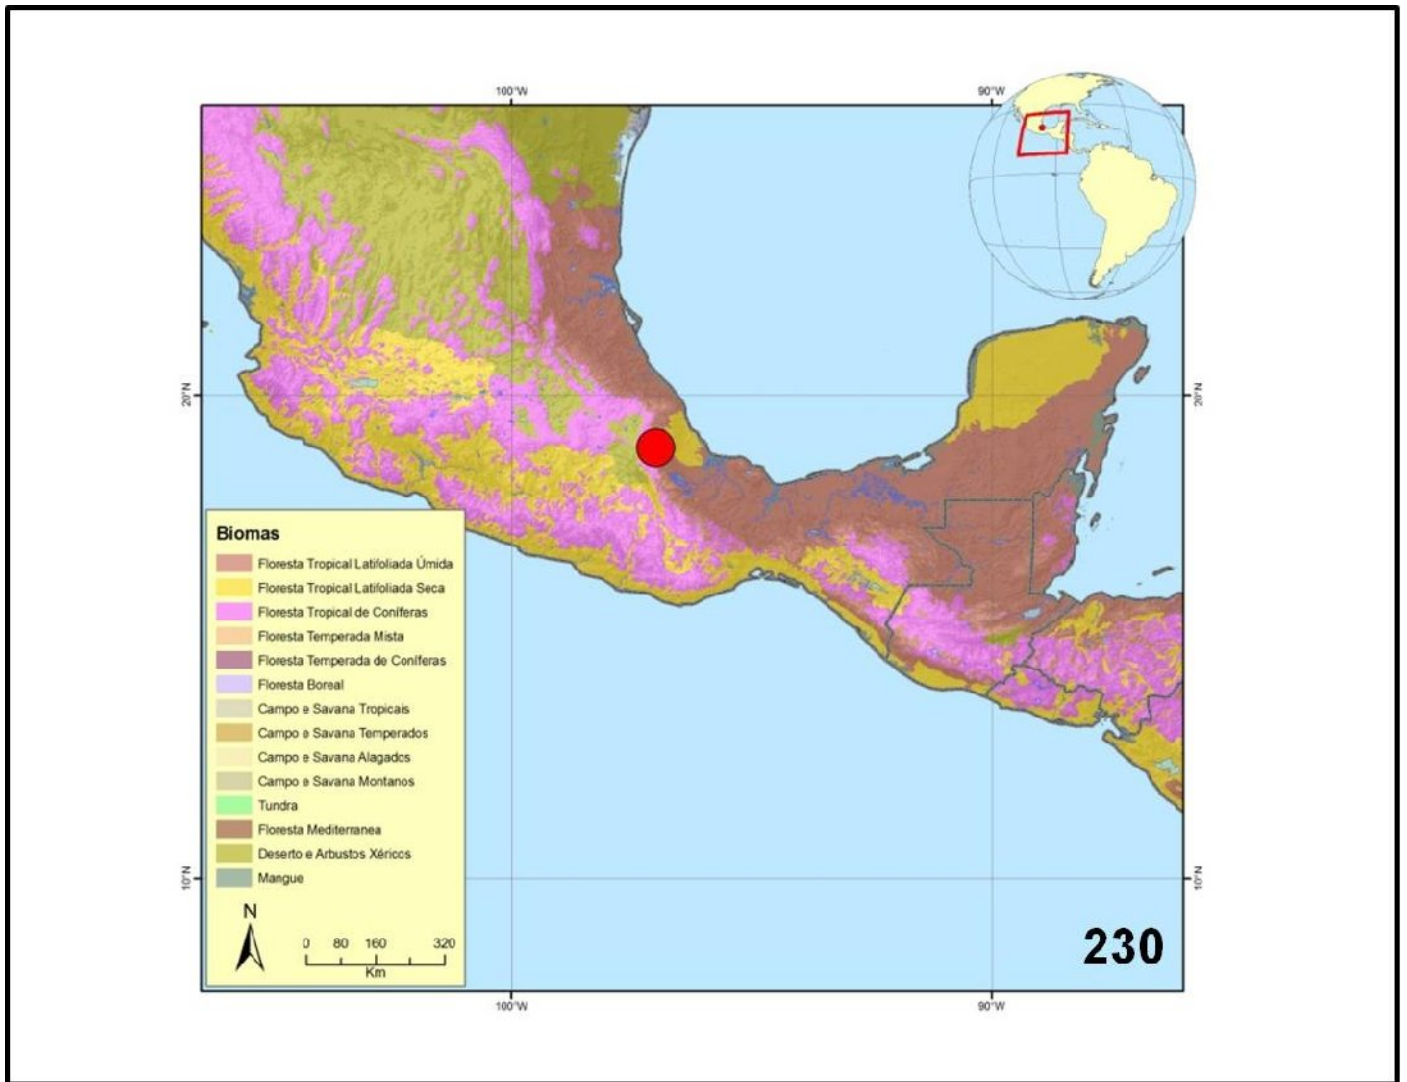 100°W
90°W
20°N
20°N
Biomas
Floresta Tropical Latifoliada Úmida
Floresta Tropical Latifoliada Seca
Floresta Tropical de Coníferas
Floresta Temperada Mista
Floresta Temperada de Coníferas
Floresta Boreal
Campo e Savana Tropicais
Campo e Savana Temperados
Campo e Savana Alagados
Campo e Savana Montanos
Tundra
Floresta Mediterranea
Deserto e Arbustos Xéricos
Mangue
10°N
10°N
N
0 80 160 320
Km
230
100°W
90°W